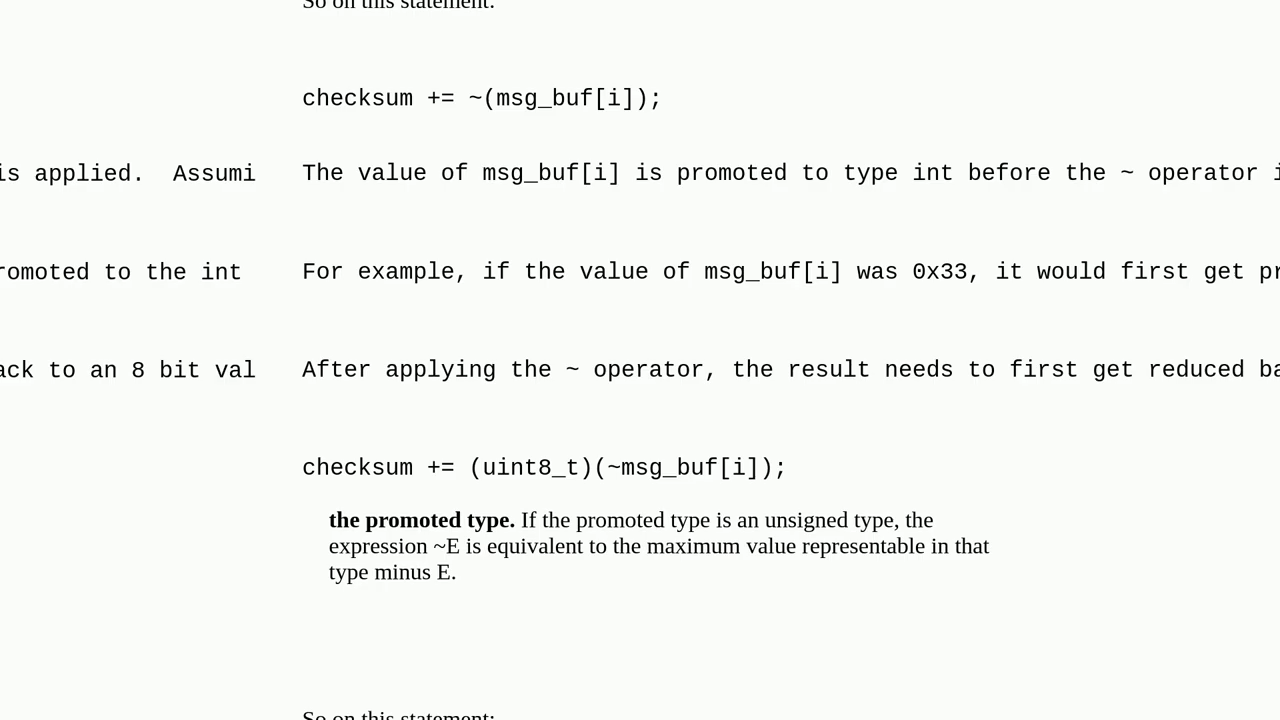 So on this statement:
checksum += ~(msg_buf[i]);
is applied.  Assumi The value of msg_buf[i] is promoted to type int before the ~ operator
promoted to the int For example, if the value of msg_buf[i] was 0x33, it would first get
back to an 8 bit val After applying the ~ operator, the result needs to first get reduced
checksum += (uint8_t)(~msg_buf[i]);
the promoted type. If the promoted type is an unsigned type, the
expression ~E is equivalent to the maximum value representable in that
type minus E.
So on this statement: